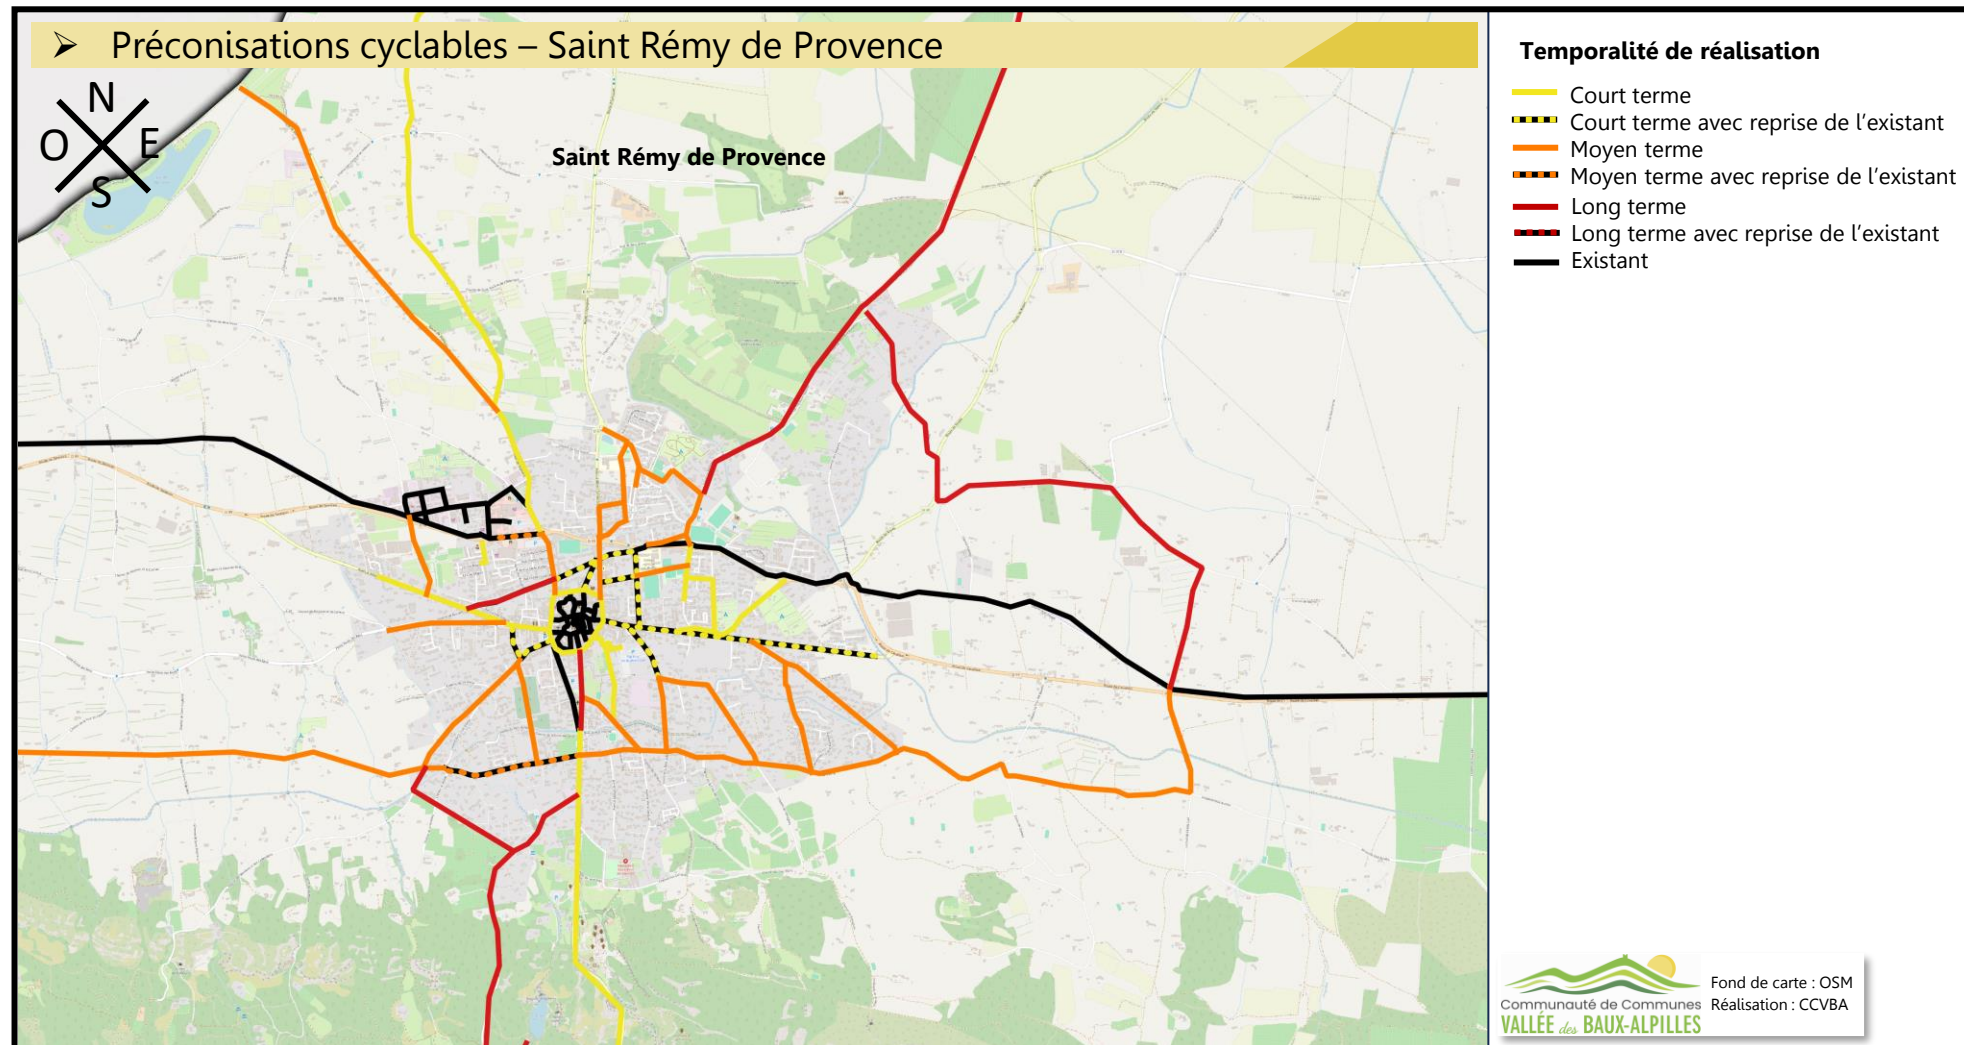 ➢ Préconisations cyclables – Saint Rémy de Provence
N
O E
S
Saint Rémy de Provence
Temporalité de réalisation
Court terme
Court terme avec reprise de l'existant
Moyen terme
Moyen terme avec reprise de l'existant
Long terme
Long terme avec reprise de l'existant
Existant
Communauté de Communes
VALLÉE des BAUX-ALPILLES
Fond de carte : OSM
Réalisation : CCVBA